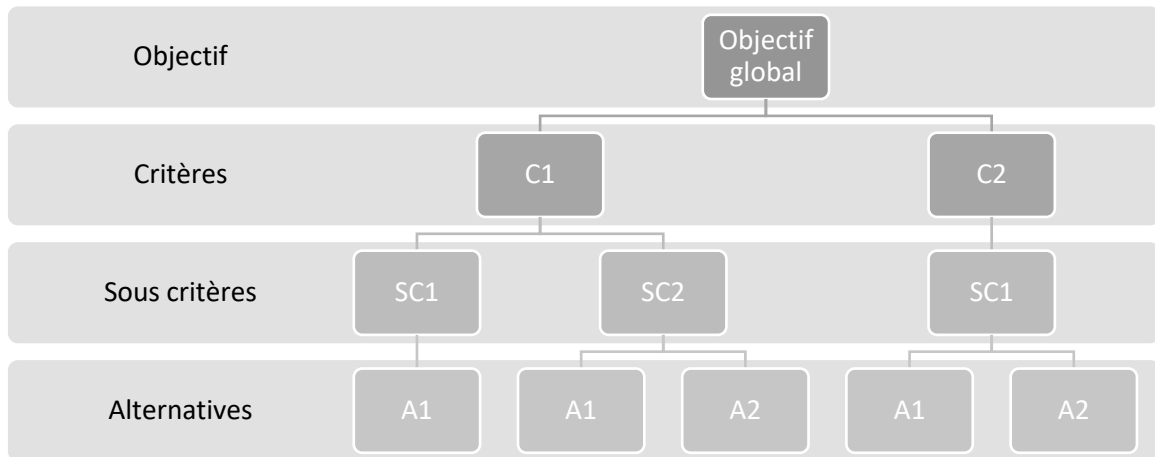 Objectif
Objectif
global
Critères
C1
C2
Sous critères
SC1
SC2
SC1
Alternatives
A1
A1
A2
A1
A2